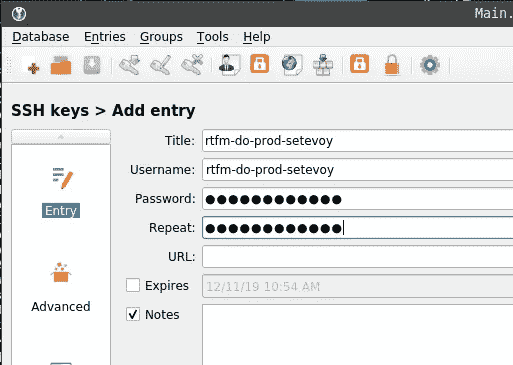 Main.
Database Entries Groups Tools Help
SSH keys > Add entry
Title: rtfm-do-prod-setevoy
Username: rtfm-do-prod-setevoy
Password: ●●●●●●●●●●●●
Repeat: ●●●●●●●●●●●●
URL:
Expires 12/11/19 10:54 AM
Notes
Entry
Advanced